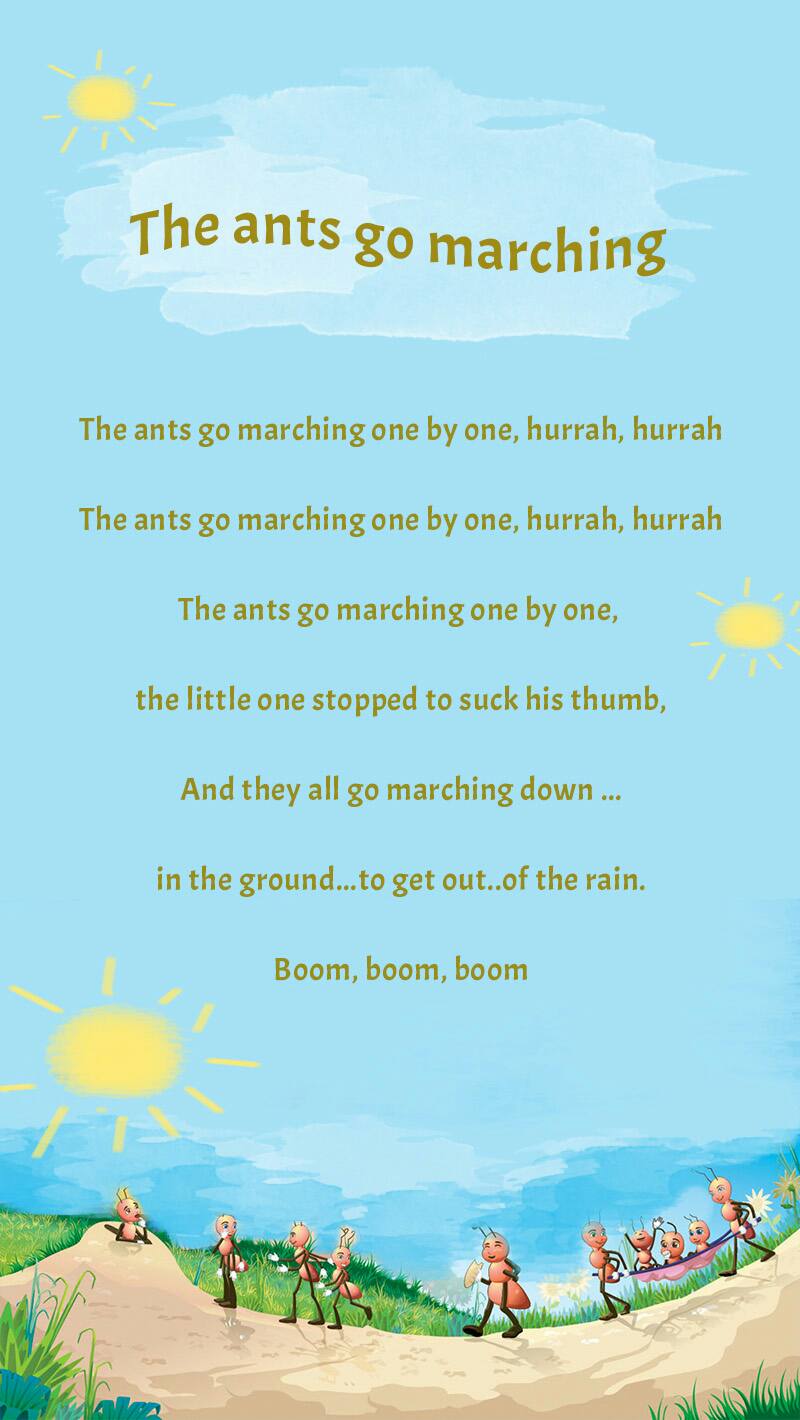 The ants go marching
The ants go marching one by one, hurrah, hurrah
The ants go marching one by one, hurrah, hurrah
The ants go marching one by one,
the little one stopped to suck his thumb,
And they all go marching down ...
in the ground...to get out..of the rain.
Boom, boom, boom